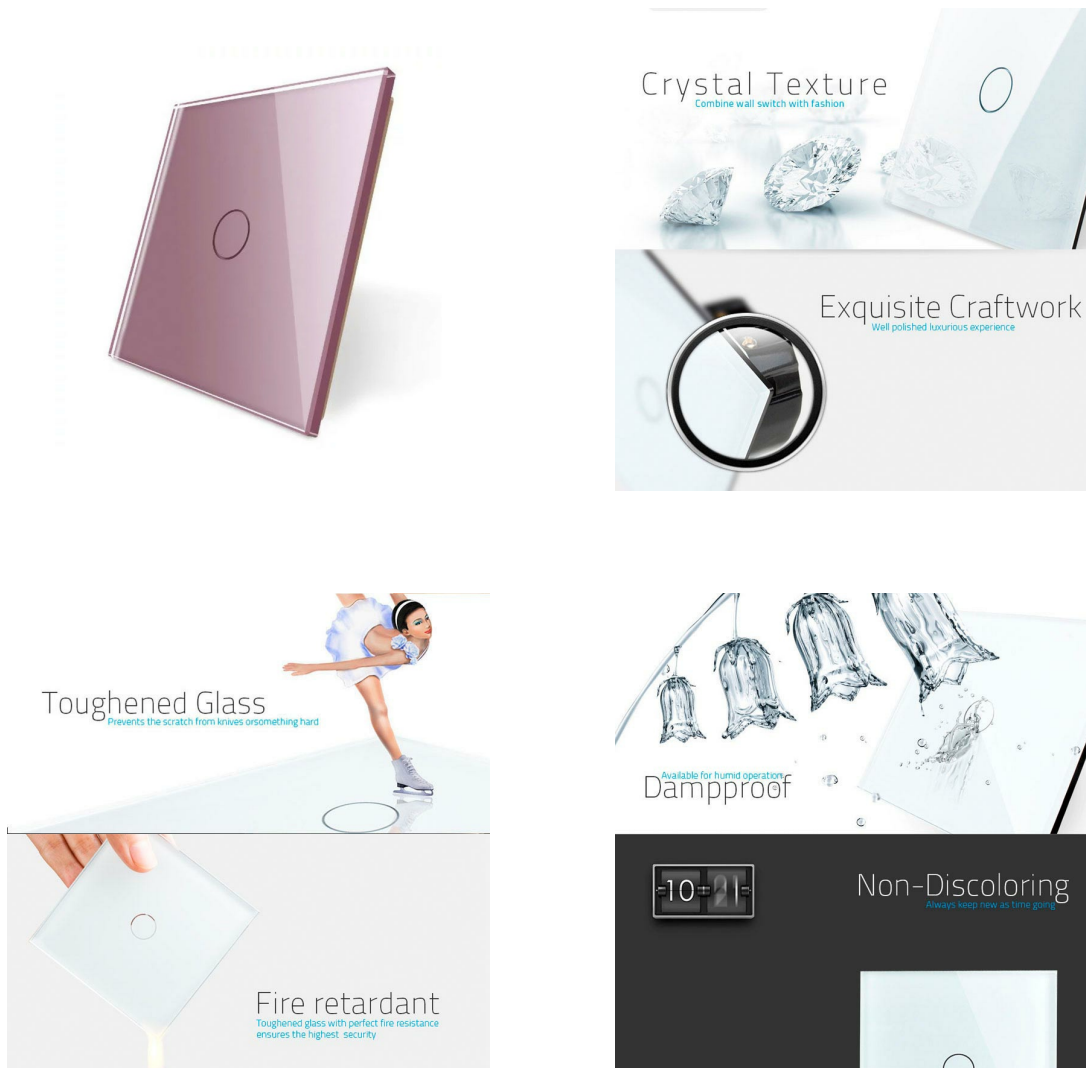 Crystal Texture
Combine wall switch with fashion
Exquisite Craftwork
Well polished luxurious experience
Toughened Glass
Prevents the scratch from knives orsomething hard
Available for humid operation
Dampproof
10 21
Non-Discoloring
Always keep new as time going
Fire retardant
Toughened glass with perfect fire resistance
ensures the highest security